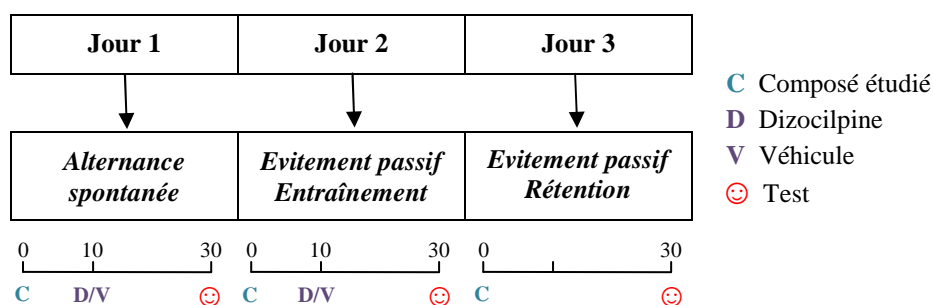 Jour 1 Jour 2 Jour 3
C Composé étudié
D Dizocilpine
V Véhicule
Test
Alternance spontanée
Evitement passif Entraînement
Evitement passif Rétention
0 10 30 0 10 30 0 30
C D/V C D/V C